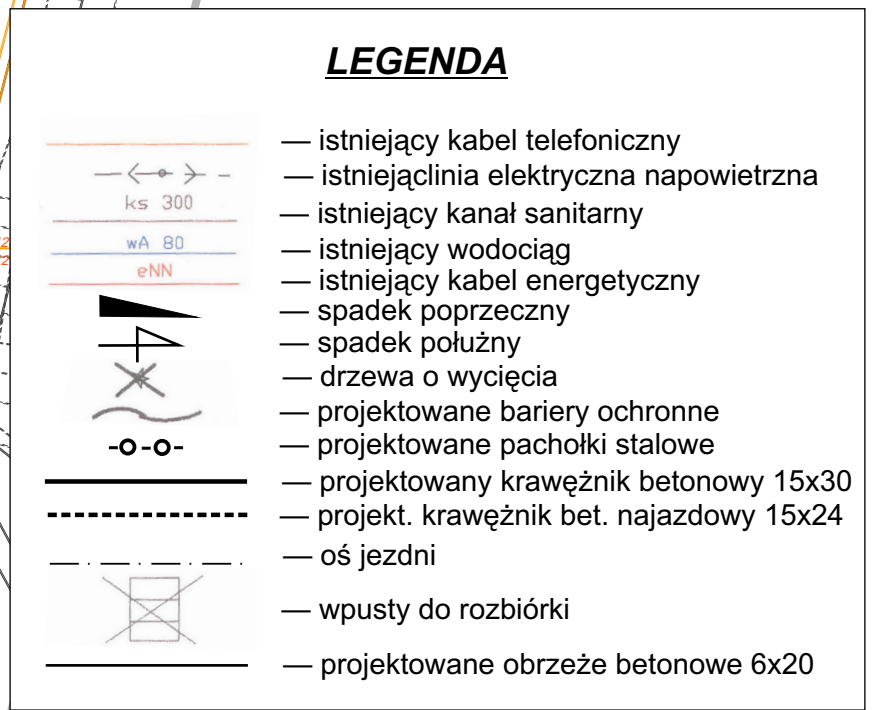 LEGENDA
— istniejący kabel telefoniczny
— istniejąclinia elektryczna napowietrzna
ks 300
— istniejący kanał sanitarny
wA 80
— istniejący wodociąg
eNN
— istniejący kabel energetyczny
— spadek poprzeczny
— spadek połużny
— drzewa o wycięcia
— projektowane bariery ochronne
— projektowane pachołki stalowe
— projektowany krawężnik betonowy 15x30
— projekt. krawężnik bet. najazdowy 15x24
— oś jezdni
— wpusty do rozbiórki
— projektowane obrzeże betonowe 6x20